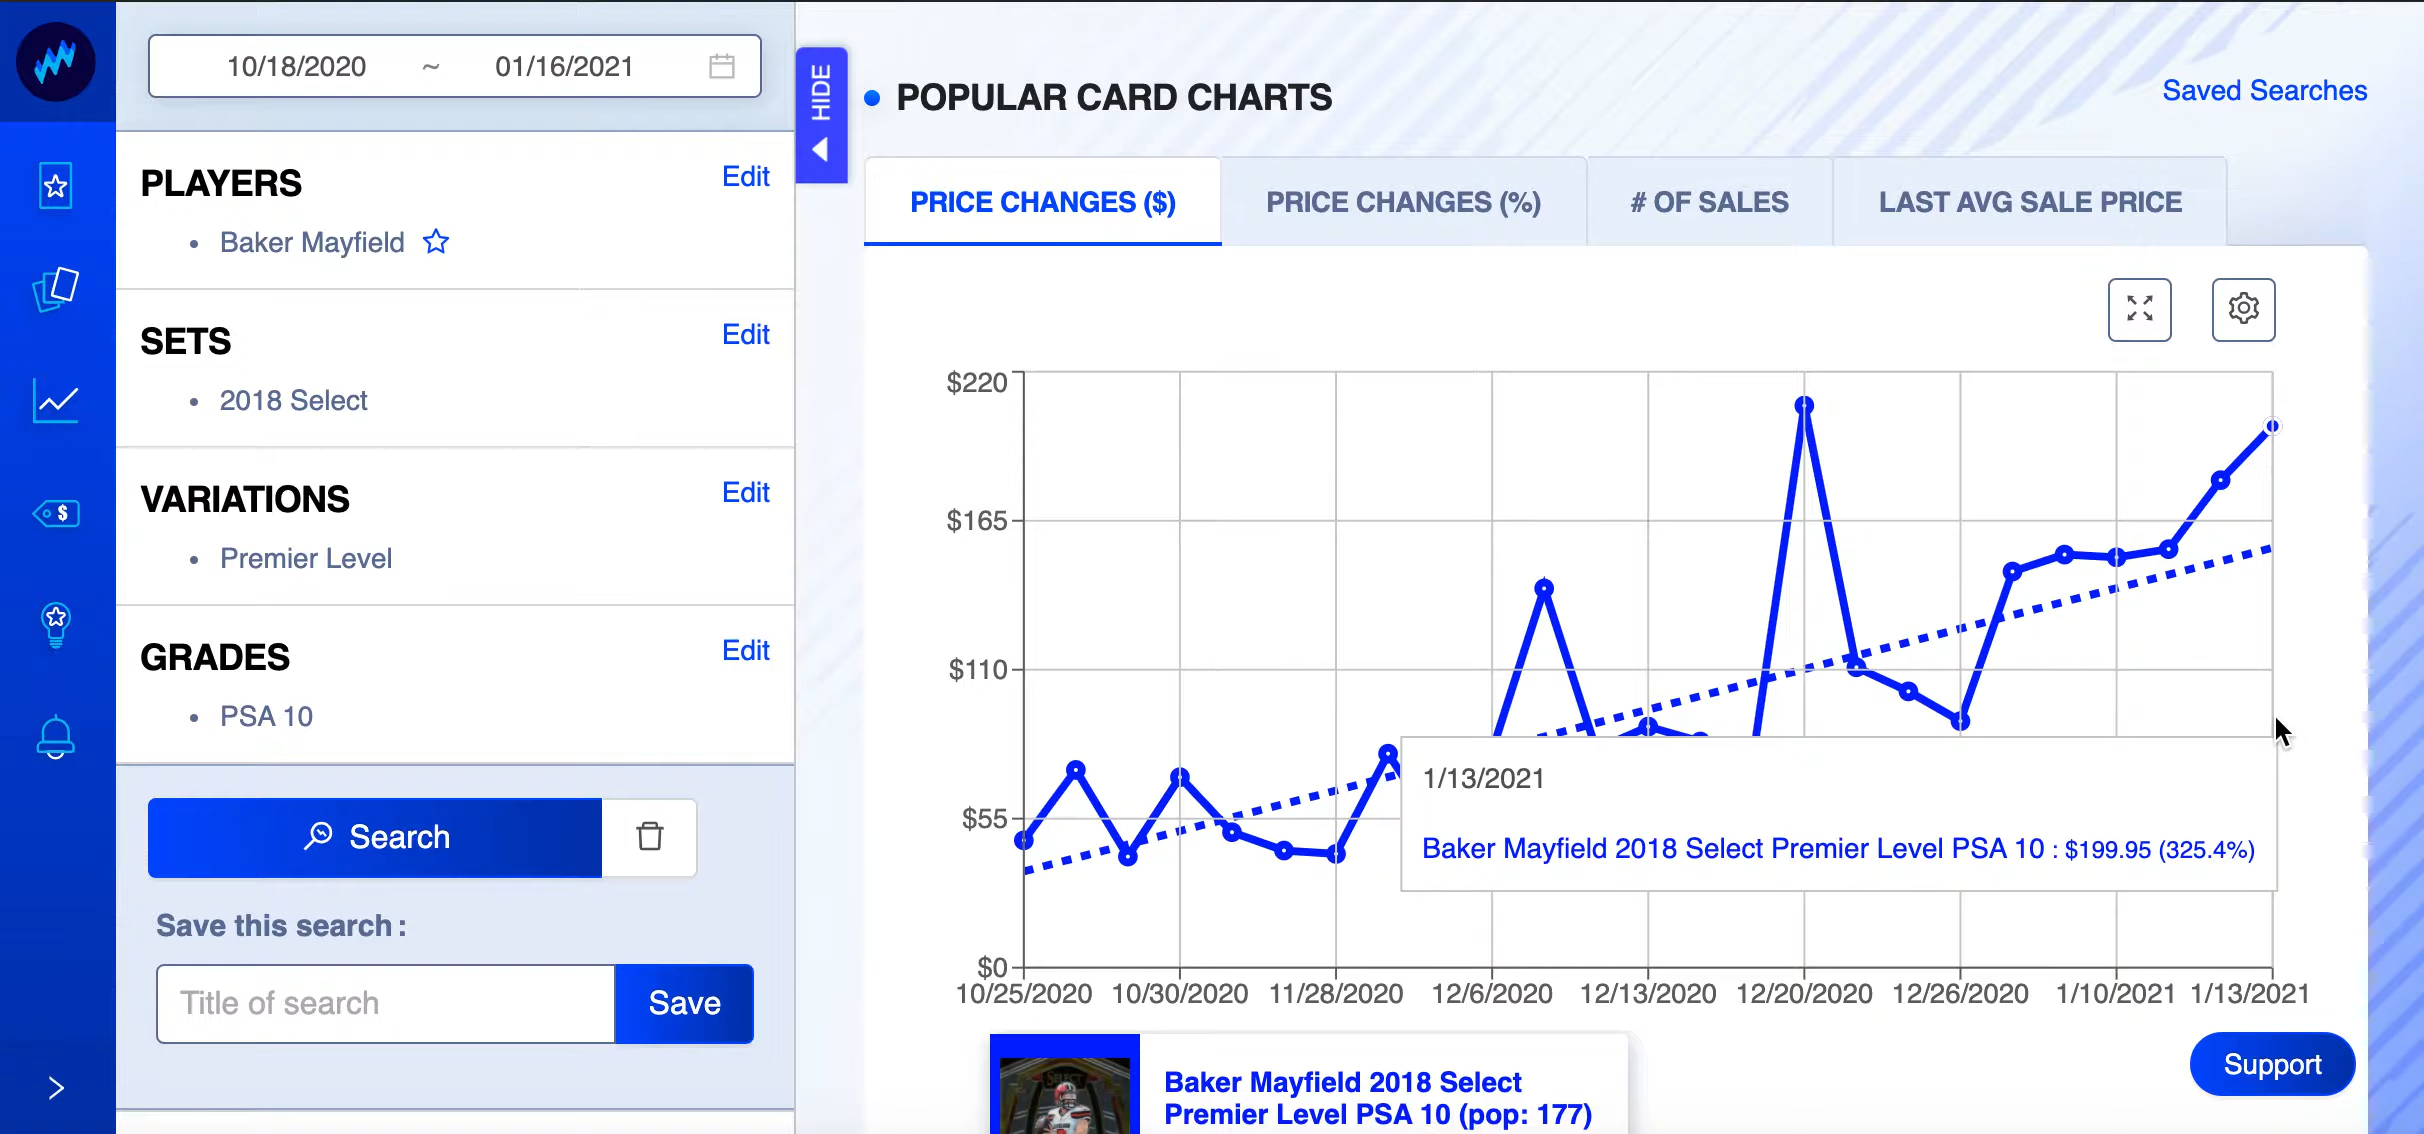 10/18/2020 ~ 01/16/2021
PLAYERS
Edit
Baker Mayfield
SETS
Edit
2018 Select
VARIATIONS
Edit
Premier Level
GRADES
Edit
PSA 10
Search
Save this search :
Title of search
Save
HIDE
POPULAR CARD CHARTS
Saved Searches
PRICE CHANGES ($)
PRICE CHANGES (%)
# OF SALES
LAST AVG SALE PRICE
$220
$165
$110
$55
$0
1/13/2021
Baker Mayfield 2018 Select Premier Level PSA 10 : $199.95 (325.4%)
10/25/2020 10/30/2020 11/28/2020 12/6/2020 12/13/2020 12/20/2020 12/26/2020 1/10/2021 1/13/2021
SELECT
Baker Mayfield 2018 Select
Premier Level PSA 10 (pop: 177)
Support